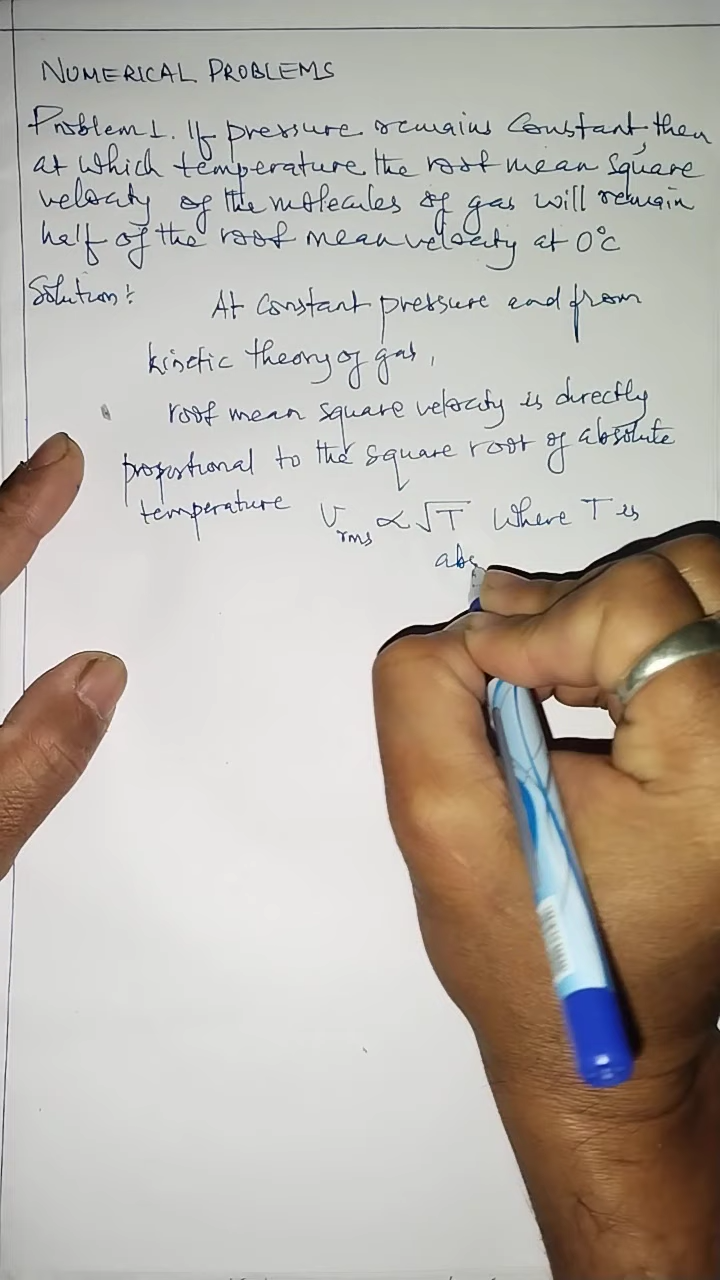 NUMERICAL PROBLEMS
Problem 1. If pressure remains Constant, then
at which temperature the root mean square
velocity of the molecules of gas will remain
half of the root mean velocity at 0°C
Solution:
At constant pressure and from
kinetic theory of gas,
root mean square velocity is directly
proportional to the square root of absolute
temperature V rms ∝ √T where T is
abs